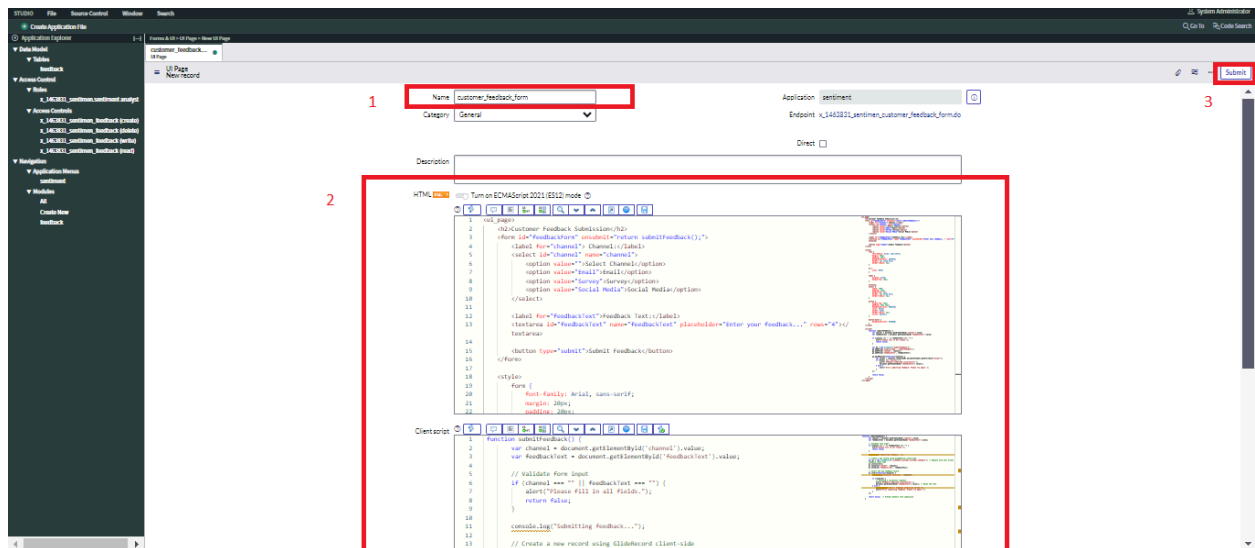 STUDIO File Source Control Window Search System Administrator
Create Application File Go To Code Search
Application Explorer Forms & UI > UI Page > New UI Page
Data Model
Tables
feedback
Access Control
Roles
x_1463831_sentimen.sentiment analyst
Access Controls
x_1463831_sentimen_feedback (create)
x_1463831_sentimen_feedback (delete)
x_1463831_sentimen_feedback (write)
x_1463831_sentimen_feedback (read)
Navigation
Application Menus
sentiment
Modules
All
Create New
feedback
customer_feedback...
UI Page
UI Page
New record
Submit
1
3
Name customer_feedback_form
Application sentiment
Category General
Endpoint x_1463831_sentimen_customer_feedback_form.do
Direct
Description
2
HTML Turn on ECMAScript 2021 (ES12) mode
1 <ui_page>
2 <h2>Customer Feedback Submission</h2>
3 <form id="feedbackForm" onsubmit="return submitFeedback();">
4 <label for="channel"> Channel:</label>
5 <select id="channel" name="channel">
6 <option value="">Select Channel</option>
7 <option value="Email">Email</option>
8 <option value="Survey">Survey</option>
9 <option value="Social Media">Social Media</option>
10 </select>
11
12 <label for="feedbackText">Feedback Text:</label>
13 <textarea id="feedbackText" name="feedbackText" placeholder="Enter your feedback..." rows="4"></
textarea>
14
15 <button type="submit">Submit Feedback</button>
16 </form>
17
18 <style>
19 form {
20 font-family: Arial, sans-serif;
21 margin: 20px;
22 padding: 20px;
Client script
1 function submitFeedback() {
2 var channel = document.getElementById('channel').value;
3 var feedbackText = document.getElementById('feedbackText').value;
4
5 // Validate form input
6 if (channel === "" || feedbackText === "") {
7 alert("Please fill in all fields.");
8 return false;
9 }
10
11 console.log("Submitting feedback...");
12
13 // Create a new record using GlideRecord client-side